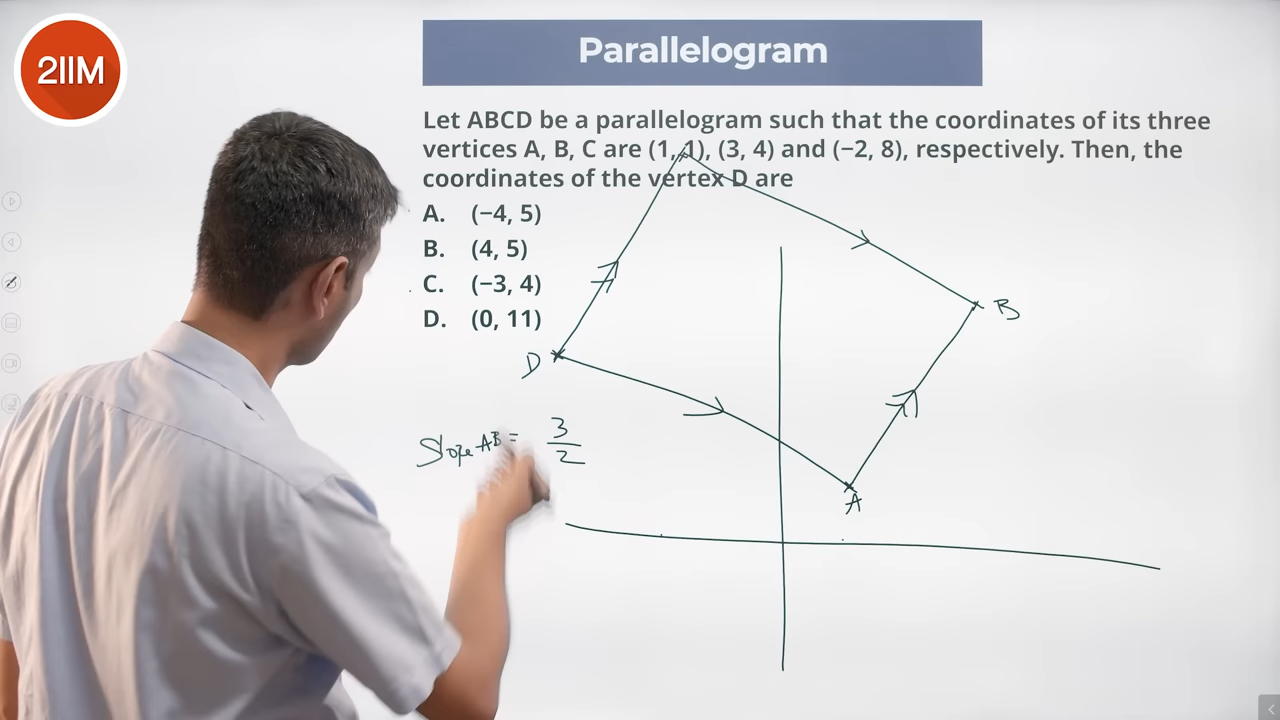 2IIM
Parallelogram
Let ABCD be a parallelogram such that the coordinates of its three
vertices A, B, C are (1, 1), (3, 4) and (−2, 8), respectively. Then, the
coordinates of the vertex D are
A. (−4, 5)
B. (4, 5)
C. (−3, 4)
D. (0, 11)
B
D
Slope AB = 3/2
A